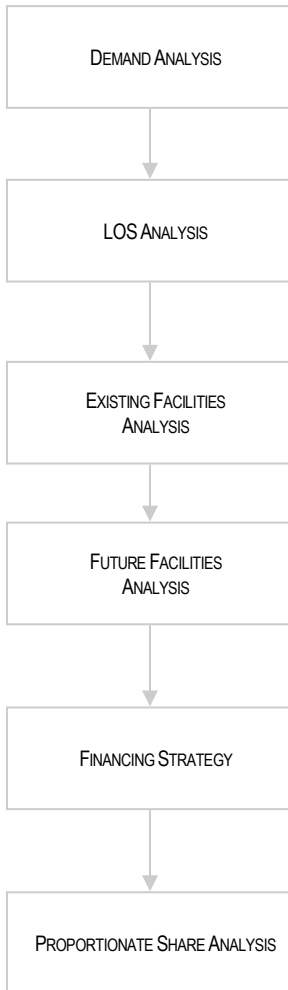 DEMAND ANALYSIS
LOS ANALYSIS
EXISTING FACILITIES
ANALYSIS
FUTURE FACILITIES
ANALYSIS
FINANCING STRATEGY
PROPORTIONATE SHARE ANALYSIS